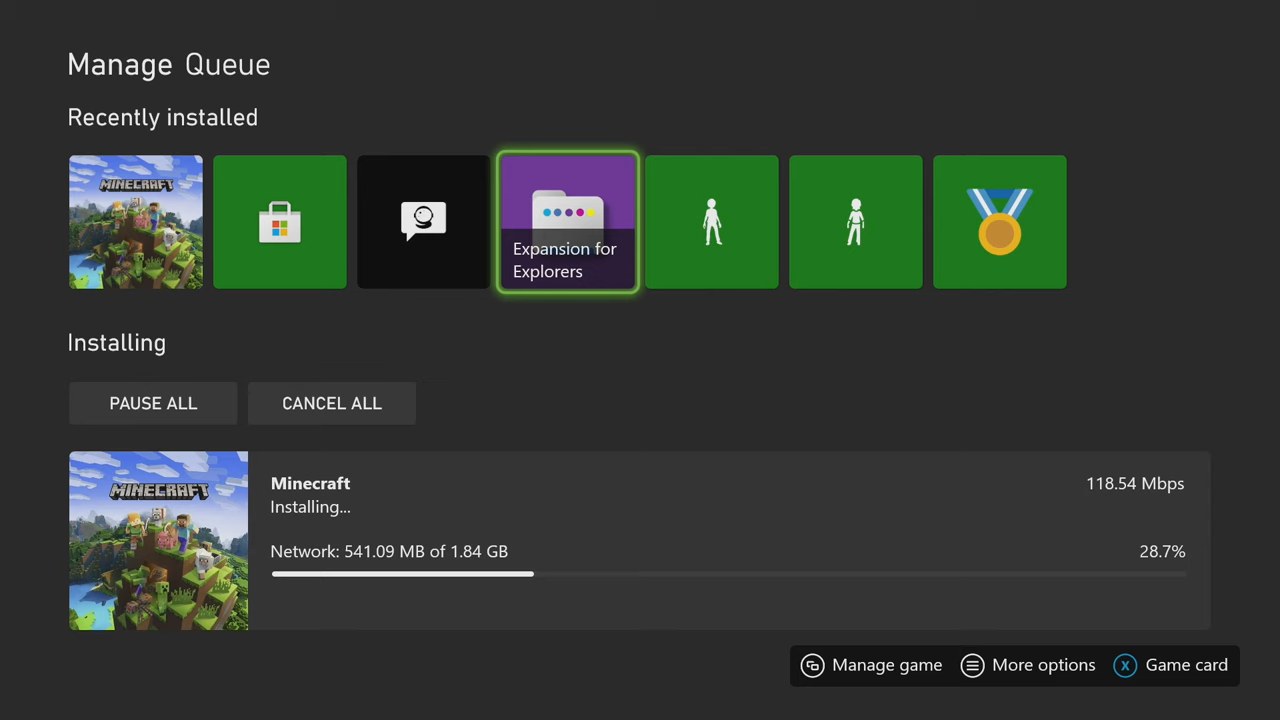 Manage Queue
Recently installed
MINECRAFT
Expansion for
Explorers
Installing
PAUSE ALL
CANCEL ALL
MINECRAFT
Minecraft
118.54 Mbps
Installing...
Network: 541.09 MB of 1.84 GB
28.7%
Manage game
More options
X Game card